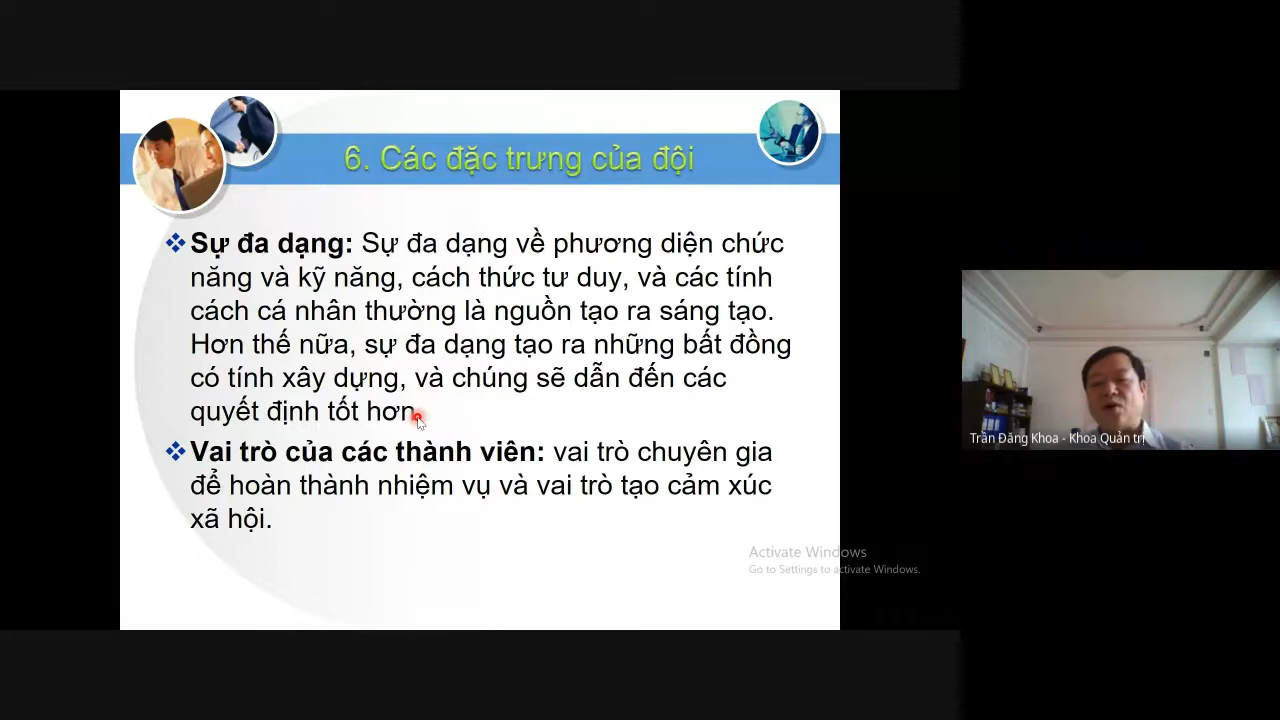 6. Các đặc trưng của đội
Sự đa dạng: Sự đa dạng về phương diện chức
năng và kỹ năng, cách thức tư duy, và các tính
cách cá nhân thường là nguồn tạo ra sáng tạo.
Hơn thế nữa, sự đa dạng tạo ra những bất đồng
có tính xây dựng, và chúng sẽ dẫn đến các
quyết định tốt hơn.
Vai trò của các thành viên: vai trò chuyên gia
để hoàn thành nhiệm vụ và vai trò tạo cảm xúc
xã hội.
Trần Đăng Khoa - Khoa Quản trị
Activate Windows
Go to Settings to activate Windows.